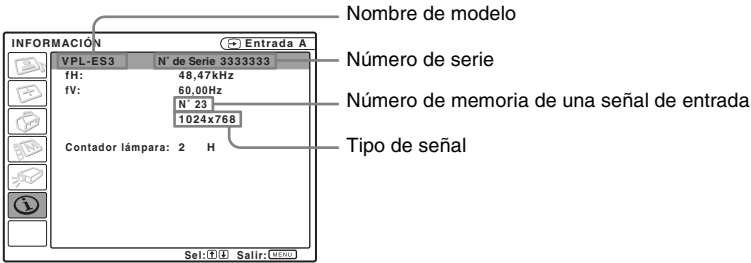 Nombre de modelo
INFORMACIÓN Entrada A
VPL-ES3 N° de Serie 3333333
Número de serie
fH: 48,47kHz
fV: 60,00Hz
N° 23
Número de memoria de una señal de entrada
1024x768
Tipo de señal
Contador lámpara: 2 H
Sel: Salir: MENU